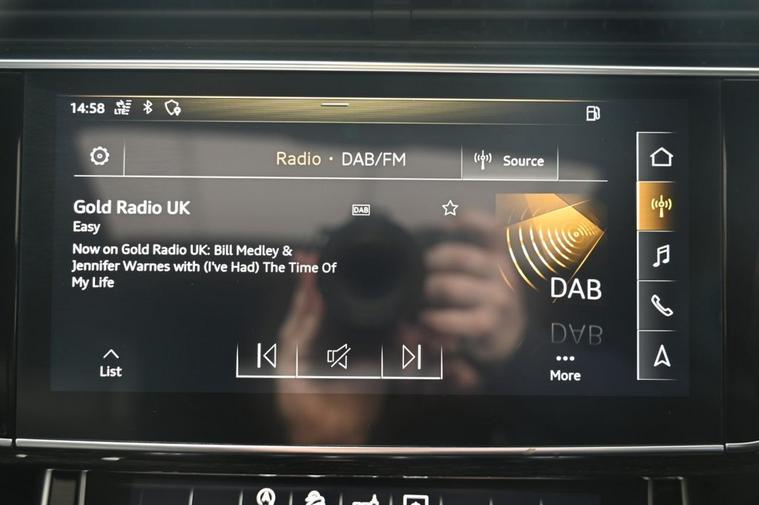 14:58 LTE
Radio · DAB/FM
Source
Gold Radio UK
DAB
Easy
Now on Gold Radio UK: Bill Medley &
Jennifer Warnes with (I've Had) The Time Of
My Life
DAB
List
More